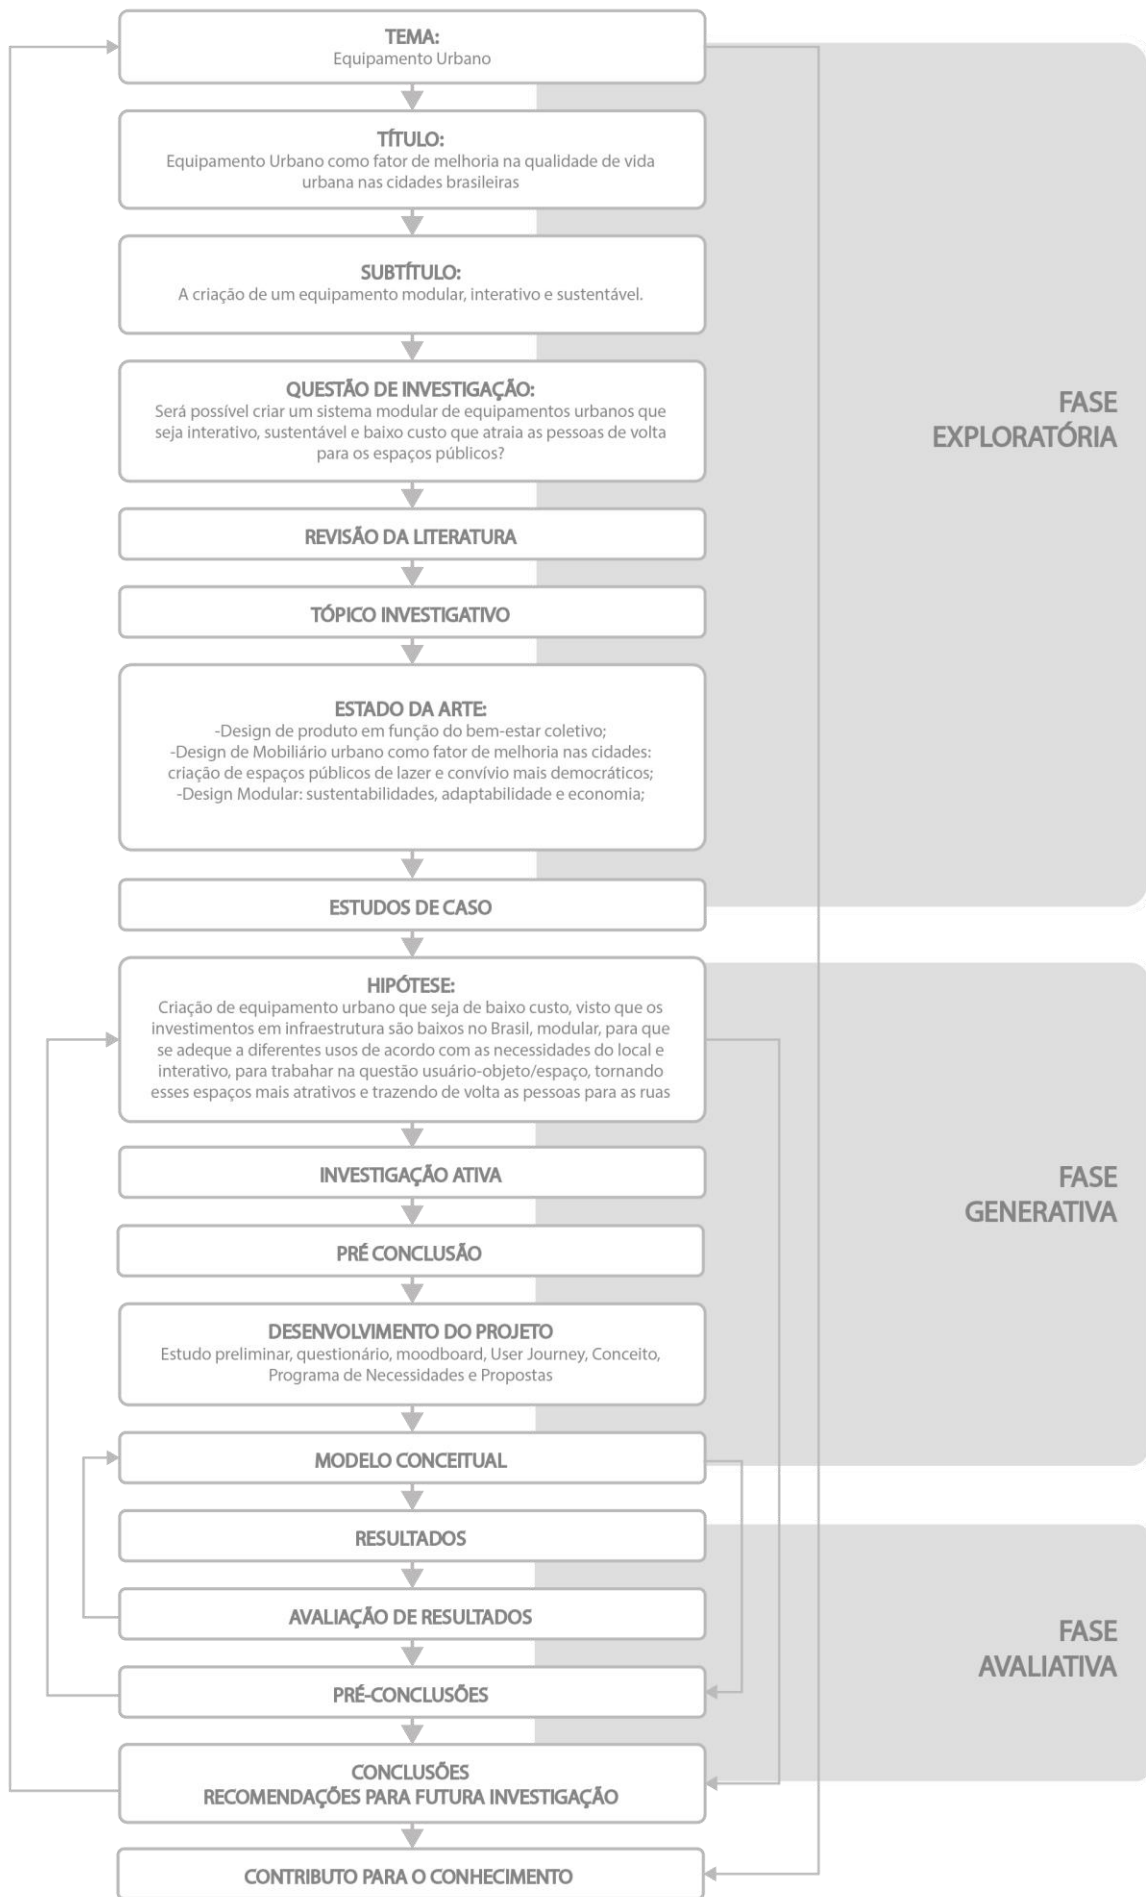 TEMA:
Equipamento Urbano
TÍTULO:
Equipamento Urbano como fator de melhoria na qualidade de vida
urbana nas cidades brasileiras
SUBTÍTULO:
A criação de um equipamento modular, interativo e sustentável.
QUESTÃO DE INVESTIGAÇÃO:
Será possível criar um sistema modular de equipamentos urbanos que
seja interativo, sustentável e baixo custo que atraia as pessoas de volta
para os espaços públicos?
FASE
EXPLORATÓRIA
REVISÃO DA LITERATURA
TÓPICO INVESTIGATIVO
ESTADO DA ARTE:
-Design de produto em função do bem-estar coletivo;
-Design de Mobiliário urbano como fator de melhoria nas cidades:
criação de espaços públicos de lazer e convívio mais democráticos;
-Design Modular: sustentabilidades, adaptabilidade e economia;
ESTUDOS DE CASO
HIPÓTESE:
Criação de equipamento urbano que seja de baixo custo, visto que os
investimentos em infraestrutura são baixos no Brasil, modular, para que
se adeque a diferentes usos de acordo com as necessidades do local e
interativo, para trabahar na questão usuário-objeto/espaço, tornando
esses espaços mais atrativos e trazendo de volta as pessoas para as ruas
INVESTIGAÇÃO ATIVA
FASE
GENERATIVA
PRÉ CONCLUSÃO
DESENVOLVIMENTO DO PROJETO
Estudo preliminar, questionário, moodboard, User Journey, Conceito,
Programa de Necessidades e Propostas
MODELO CONCEITUAL
RESULTADOS
AVALIAÇÃO DE RESULTADOS
FASE
AVALIATIVA
PRÉ-CONCLUSÕES
CONCLUSÕES
RECOMENDAÇÕES PARA FUTURA INVESTIGAÇÃO
CONTRIBUTO PARA O CONHECIMENTO